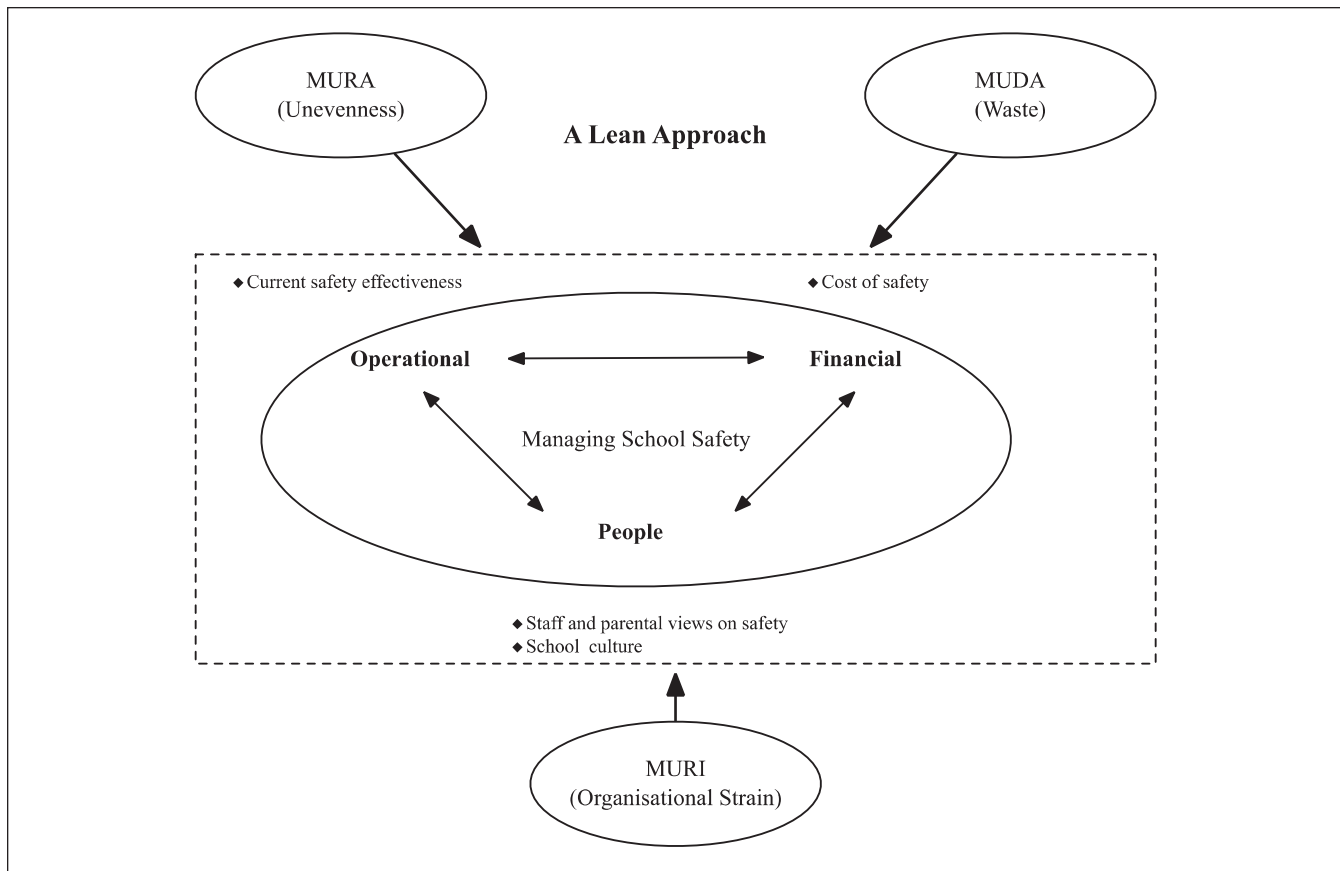 MURA
(Unevenness)
MUDA
(Waste)
A Lean Approach
◆ Current safety effectiveness
◆ Cost of safety
Operational
Financial
Managing School Safety
People
◆ Staff and parental views on safety
◆ School culture
MURI
(Organisational Strain)